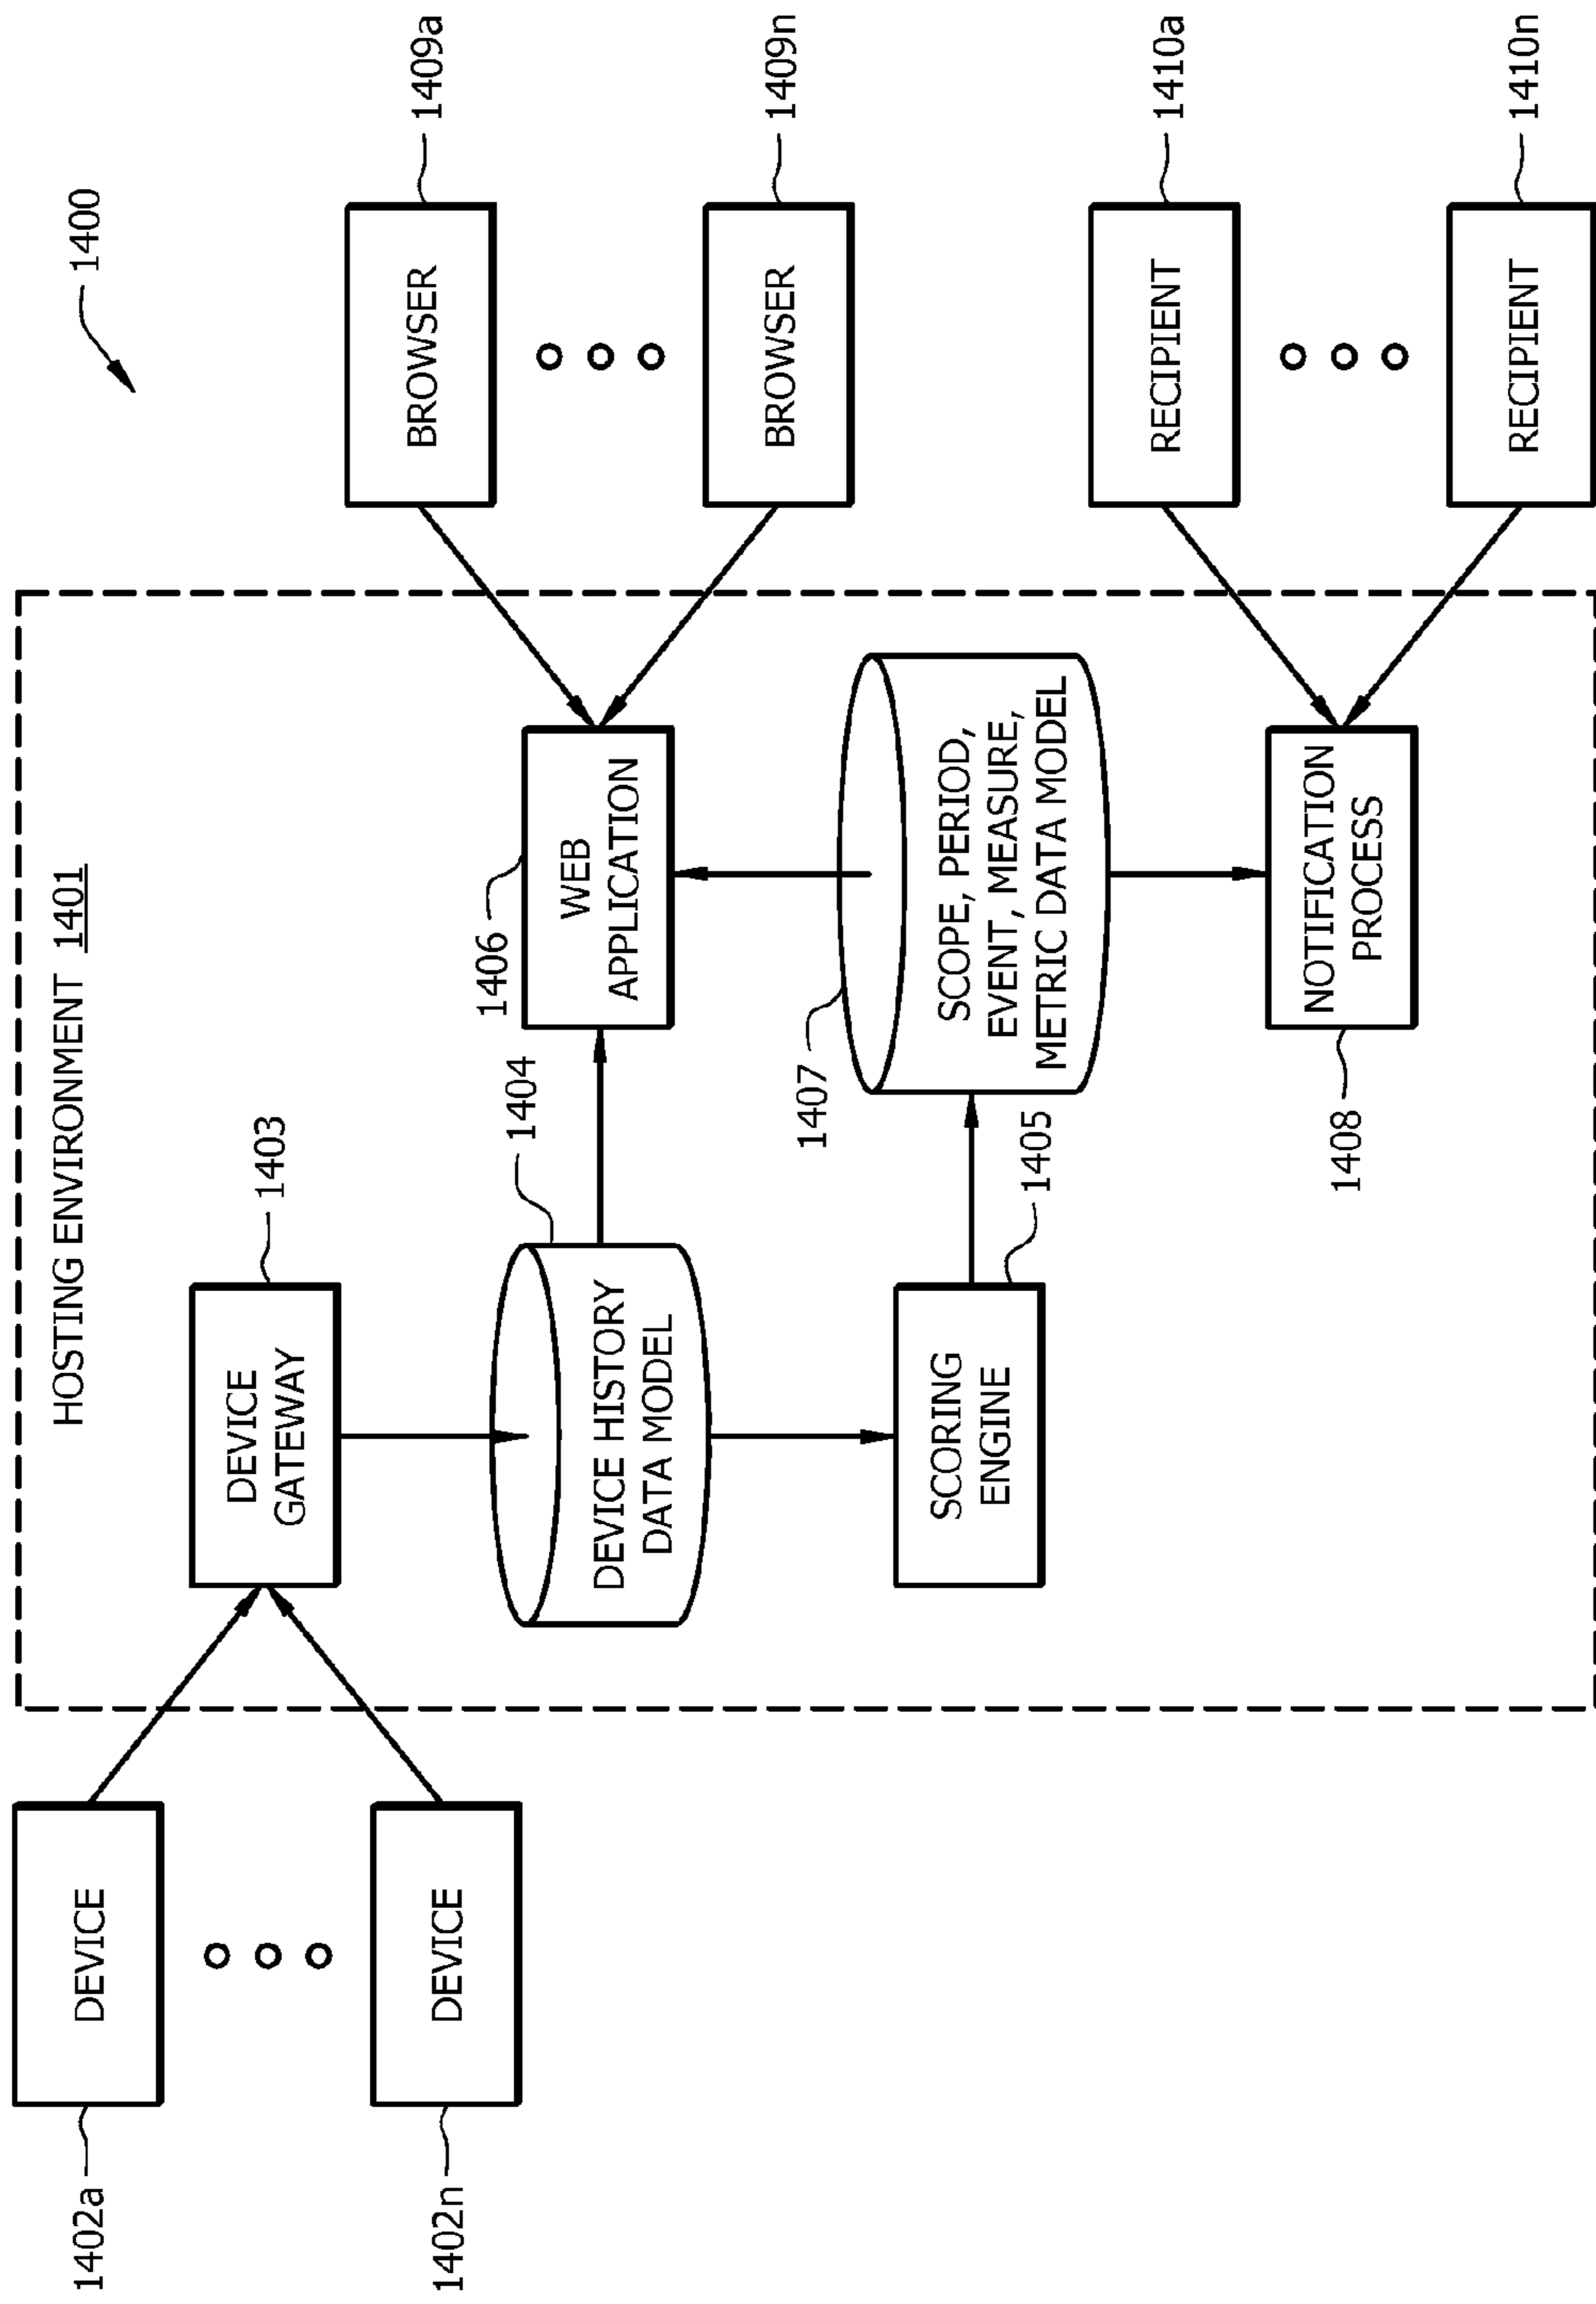 1400
HOSTING ENVIRONMENT 1401
1402a
DEVICE
DEVICE
1402n
DEVICE
GATEWAY
1403
DEVICE HISTORY
DATA MODEL
1404
SCORING
ENGINE
1405
1406
WEB
APPLICATION
1407
SCOPE, PERIOD,
EVENT, MEASURE,
METRIC DATA MODEL
NOTIFICATION
PROCESS
1408
BROWSER
1409a
BROWSER
1409n
RECIPIENT
1410a
RECIPIENT
1410n